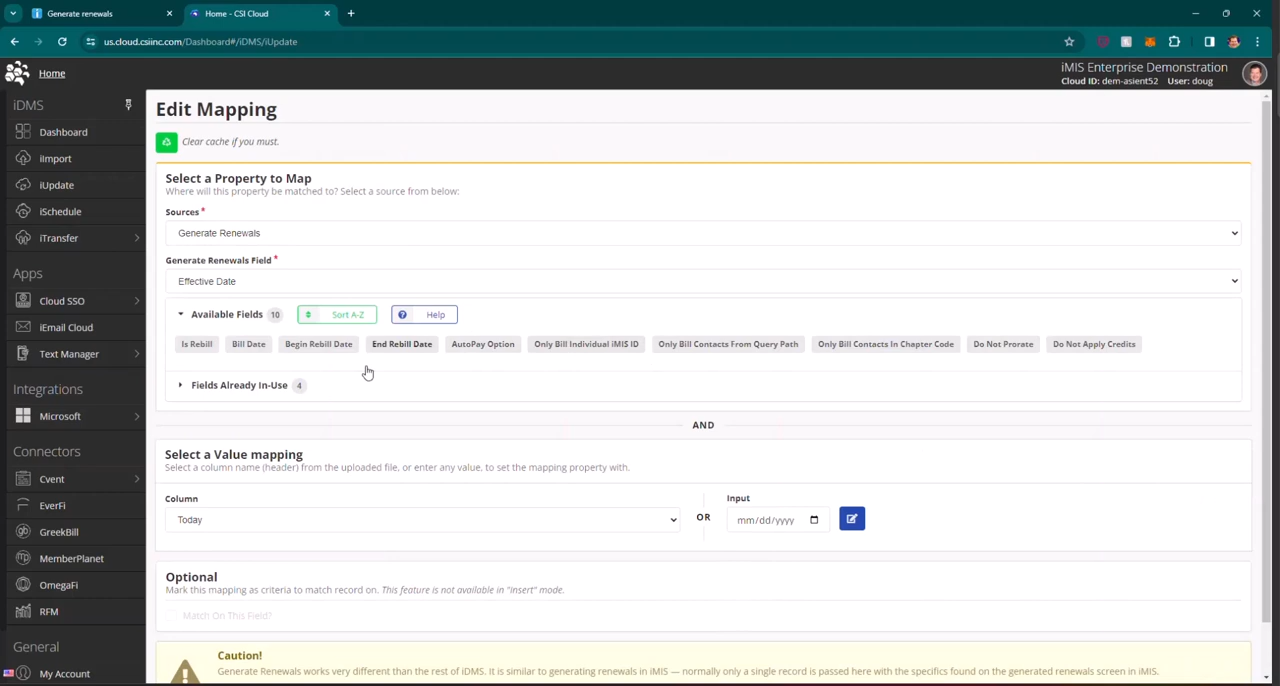 Generate renewals
Home - CSI Cloud
us.cloud.csiinc.com/Dashboard#/iDMS/iUpdate
Home
iMIS Enterprise Demonstration
Cloud ID: dem-asient52 User: doug
iDMS
Dashboard
iImport
iUpdate
iSchedule
iTransfer
Apps
Cloud SSO
iEmail Cloud
Text Manager
Integrations
Microsoft
Connectors
Cvent
EverFi
GreekBill
MemberPlanet
OmegaFi
RFM
General
My Account
Edit Mapping
Clear cache if you must.
Select a Property to Map
Where will this property be matched to? Select a source from below:
Sources *
Generate Renewals
Generate Renewals Field *
Effective Date
Available Fields 10 Sort A-Z Help
Is Rebill Bill Date Begin Rebill Date End Rebill Date AutoPay Option Only Bill Individual iMIS ID Only Bill Contacts From Query Path Only Bill Contacts In Chapter Code Do Not Prorate Do Not Apply Credits
Fields Already In-Use 4
AND
Select a Value mapping
Select a column name (header) from the uploaded file, or enter any value, to set the mapping property with.
Column
Today
OR
Input
mm/dd/yyyy
Optional
Mark this mapping as criteria to match record on. This feature is not available in "Insert" mode.
Match On This Field?
Caution!
Generate Renewals works very different than the rest of iDMS. It is similar to generating renewals in iMIS — normally only a single record is passed here with the specifics found on the generated renewals screen in iMIS.